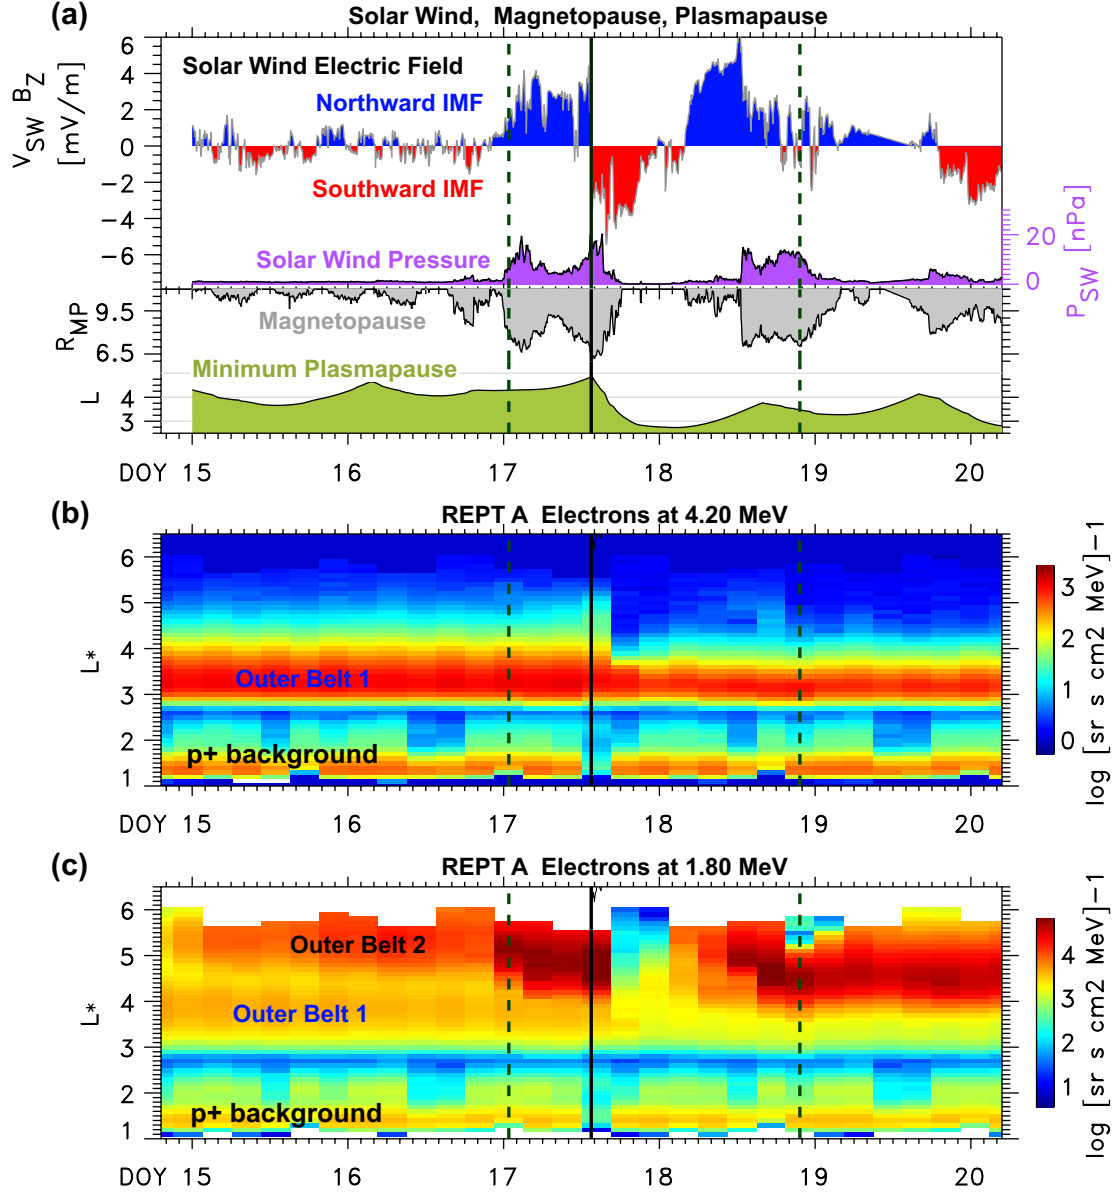 (a)
Solar Wind, Magnetopause, Plasmapause
V_SW B_Z
[mV/m]
6
4
2
0
-2
-4
-6
Solar Wind Electric Field
Northward IMF
Southward IMF
Solar Wind Pressure
P_SW [nPa]
20
0
R_MP
9.5
6.5
Magnetopause
Minimum Plasmapause
L
4
3
DOY 15 16 17 18 19 20
(b)
REPT A Electrons at 4.20 MeV
L*
6
5
4
3
2
1
Outer Belt 1
p+ background
3
2
1
0
log [sr s cm2 MeV]-1
DOY 15 16 17 18 19 20
(c)
REPT A Electrons at 1.80 MeV
L*
6
5
4
3
2
1
Outer Belt 2
Outer Belt 1
p+ background
4
3
2
1
log [sr s cm2 MeV]-1
DOY 15 16 17 18 19 20